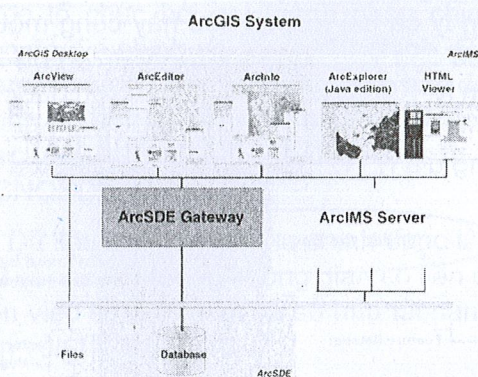 ArcGIS System
ArcGIS Desktop
ArcIMS
ArcView
ArcEditor
ArcInfo
ArcExplorer
(Java edition)
HTML
Viewer
ArcSDE Gateway
ArcIMS Server
Files
Database
ArcSDE